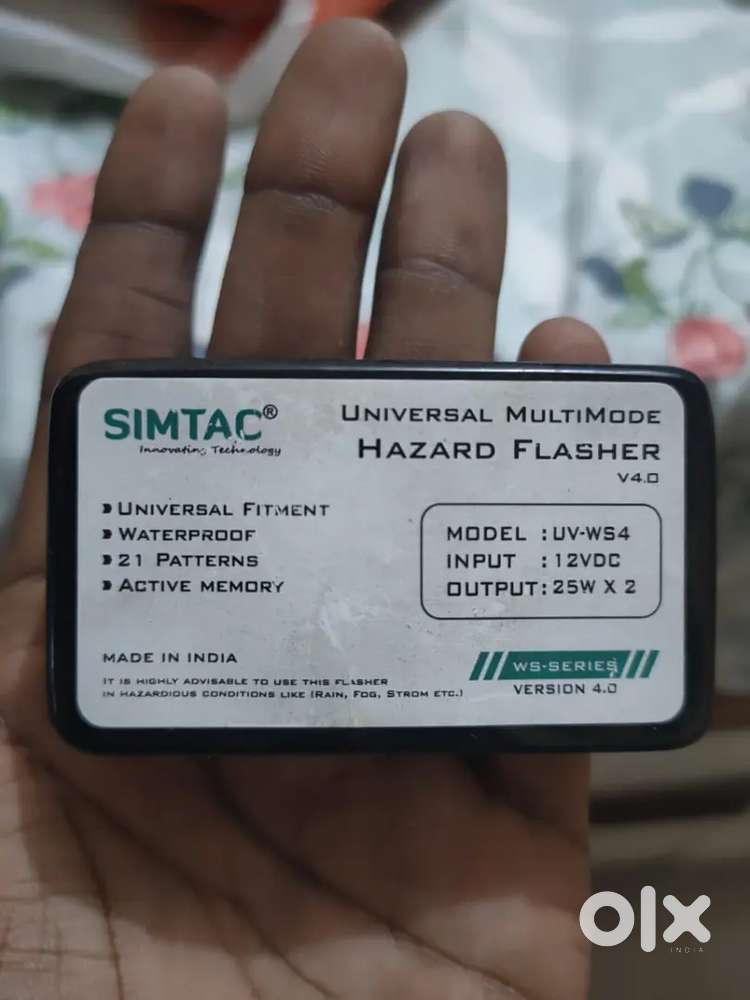 SIMTAC®
Innovating Technology
UNIVERSAL MULTIMODE
HAZARD FLASHER
V4.0
UNIVERSAL FITMENT
WATERPROOF
21 PATTERNS
ACTIVE MEMORY
MODEL : UV-WS4
INPUT : 12VDC
OUTPUT: 25W X 2
MADE IN INDIA
IT IS HIGHLY ADVISABLE TO USE THIS FLASHER
IN HAZARDIOUS CONDITIONS LIKE (RAIN, FOG, STROM ETC.)
WS-SERIES
VERSION 4.0
olx
INDIA